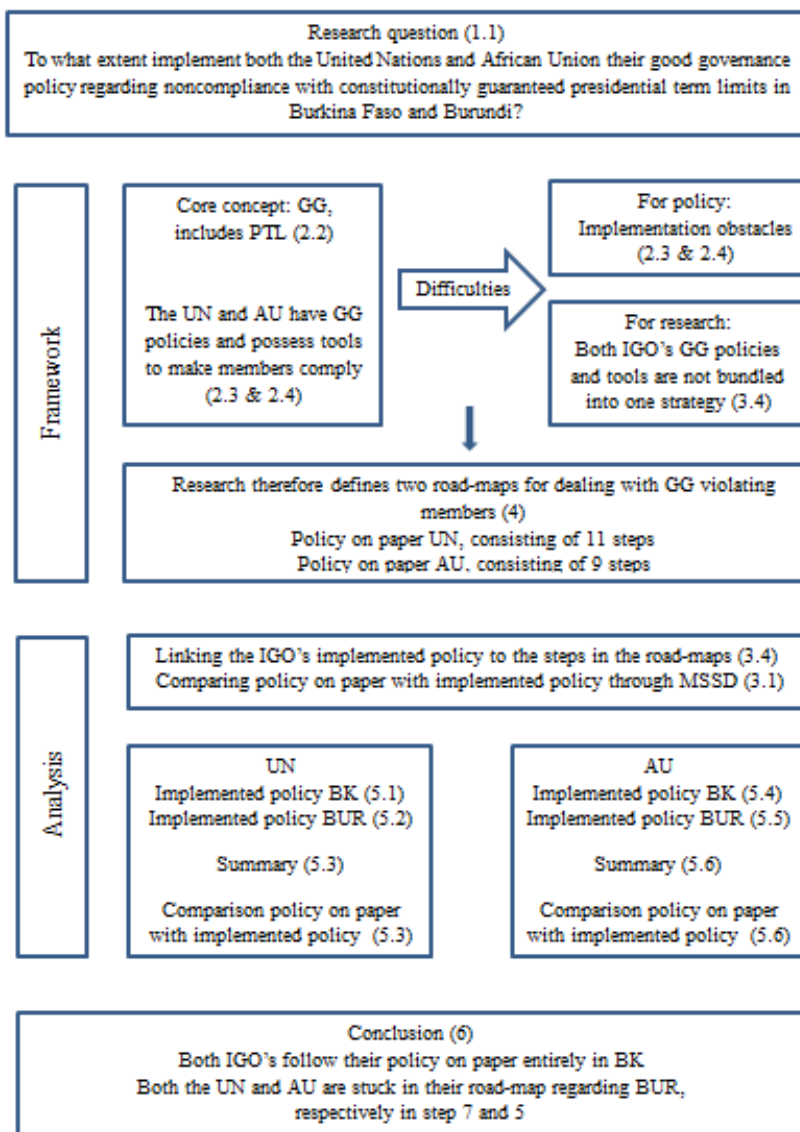 Research question (1.1)
To what extent implement both the United Nations and African Union their good governance
policy regarding noncompliance with constitutionally guaranteed presidential term limits in
Burkina Faso and Burundi?
Framework
Core concept: GG,
includes PTL (2.2)
The UN and AU have GG
policies and possess tools
to make members comply
(2.3 & 2.4)
Difficulties
For policy:
Implementation obstacles
(2.3 & 2.4)
For research:
Both IGO's GG policies
and tools are not bundled
into one strategy (3.4)
Research therefore defines two road-maps for dealing with GG violating
members (4)
Policy on paper UN, consisting of 11 steps
Policy on paper AU, consisting of 9 steps
Analysis
Linking the IGO's implemented policy to the steps in the road-maps (3.4)
Comparing policy on paper with implemented policy through MSSD (3.1)
UN
Implemented policy BK (5.1)
Implemented policy BUR (5.2)
Summary (5.3)
Comparison policy on paper
with implemented policy (5.3)
AU
Implemented policy BK (5.4)
Implemented policy BUR (5.5)
Summary (5.6)
Comparison policy on paper
with implemented policy (5.6)
Conclusion (6)
Both IGO's follow their policy on paper entirely in BK
Both the UN and AU are stuck in their road-map regarding BUR,
respectively in step 7 and 5